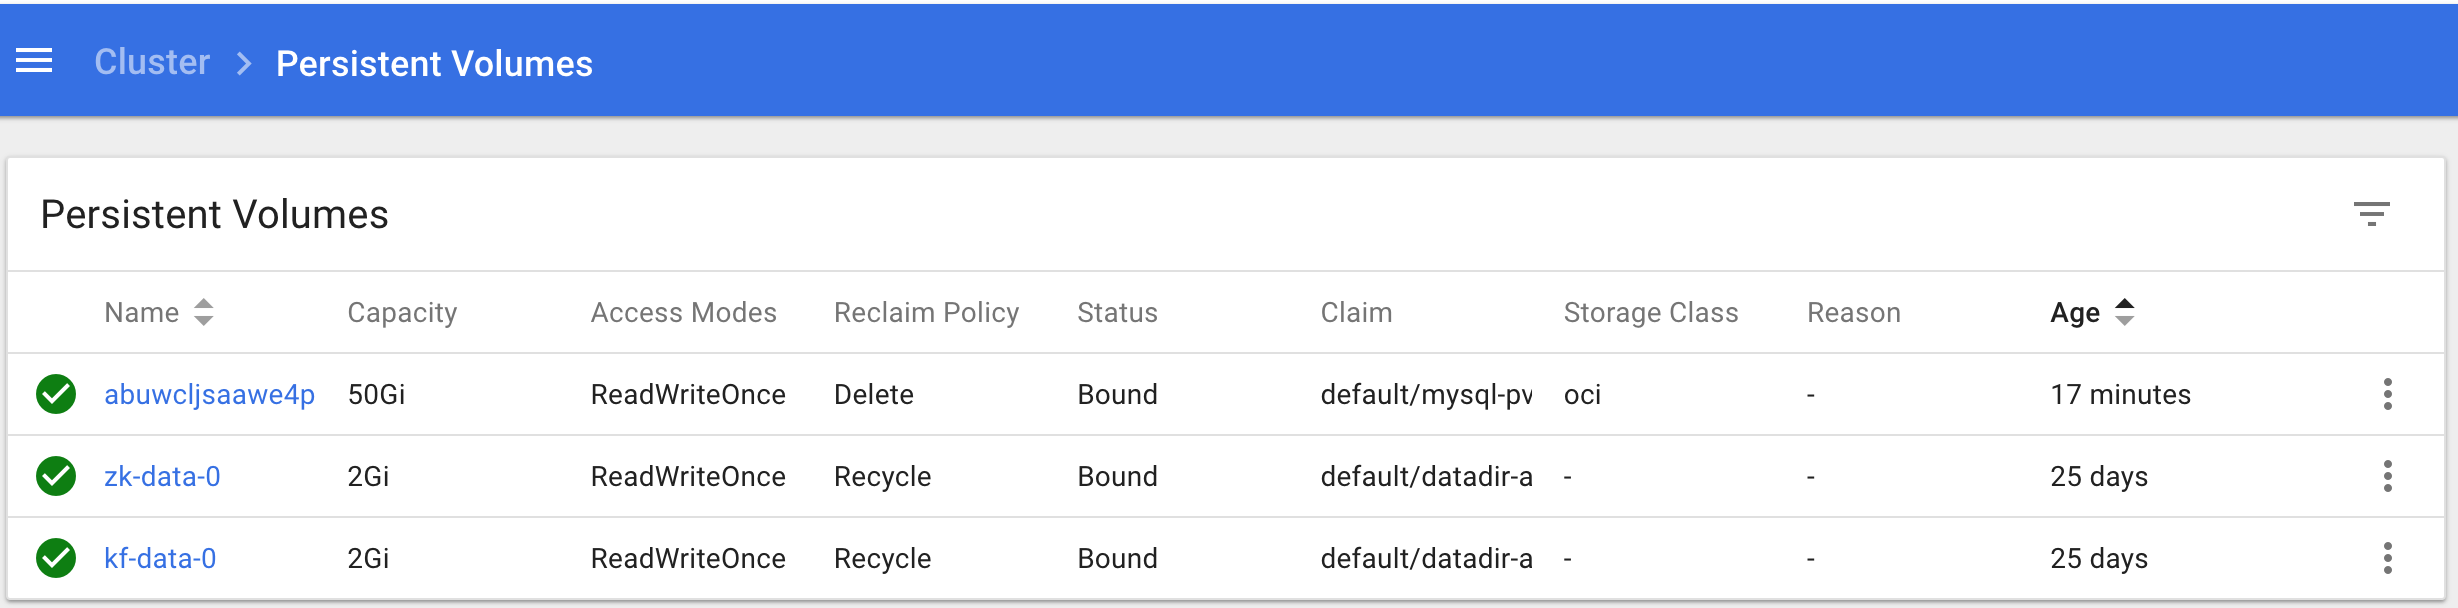 Cluster > Persistent Volumes
Persistent Volumes
Name Capacity Access Modes Reclaim Policy Status Claim Storage Class Reason Age
abuwcljsaawe4p 50Gi ReadWriteOnce Delete Bound default/mysql-pv oci - 17 minutes
zk-data-0 2Gi ReadWriteOnce Recycle Bound default/datadir-a - - 25 days
kf-data-0 2Gi ReadWriteOnce Recycle Bound default/datadir-a - - 25 days